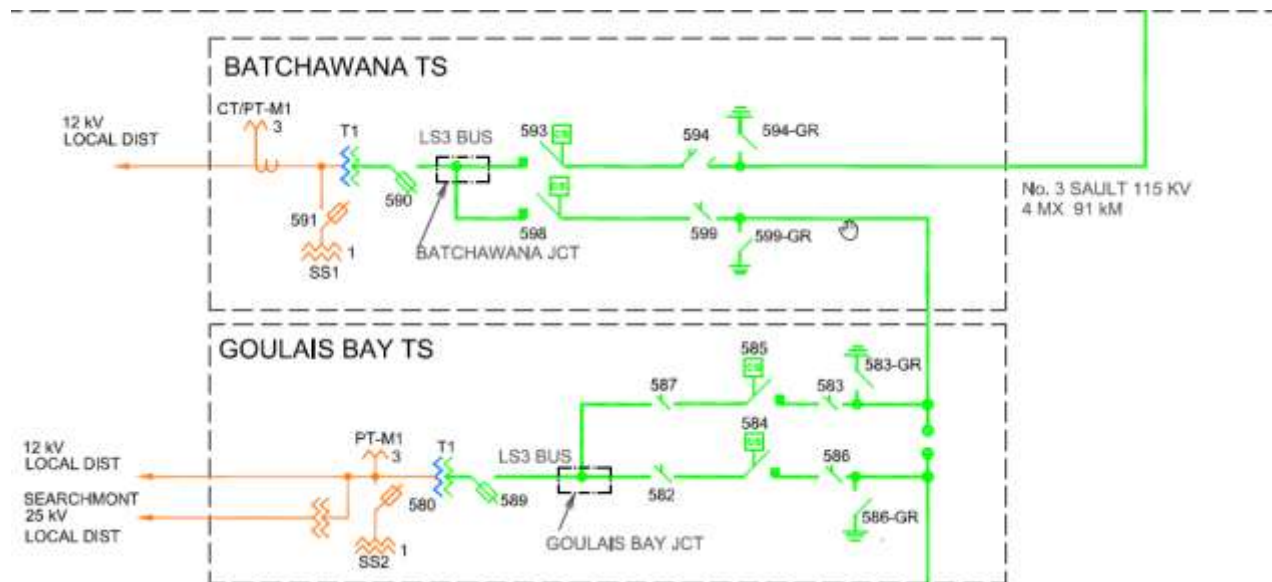 BATCHAWANA TS
CT/PT-M1
3
12 kV
LOCAL DIST
T1
LS3 BUS
593
594
594-GR
590
591
598
599
599-GR
BATCHAWANA JCT
1
SS1
No. 3 SAULT 115 KV
4 MX 91 kM
GOULAIS BAY TS
585
583-GR
587
583
584
PT-M1
3
T1
LS3 BUS
586
12 kV
LOCAL DIST
580
589
582
586-GR
SEARCHMONT
25 kV
LOCAL DIST
1
SS2
GOULAIS BAY JCT